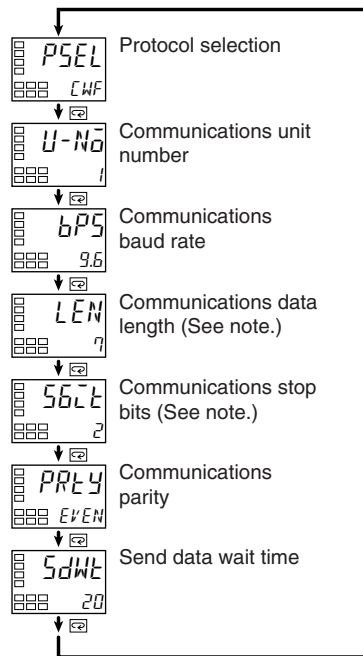 PSEL
CWF
Protocol selection
U-No
1
Communications unit
number
bPS
9.6
Communications
baud rate
LEN
7
Communications data
length (See note.)
SbIt
2
Communications stop
bits (See note.)
PRtY
EVEN
Communications
parity
SdWt
20
Send data wait time